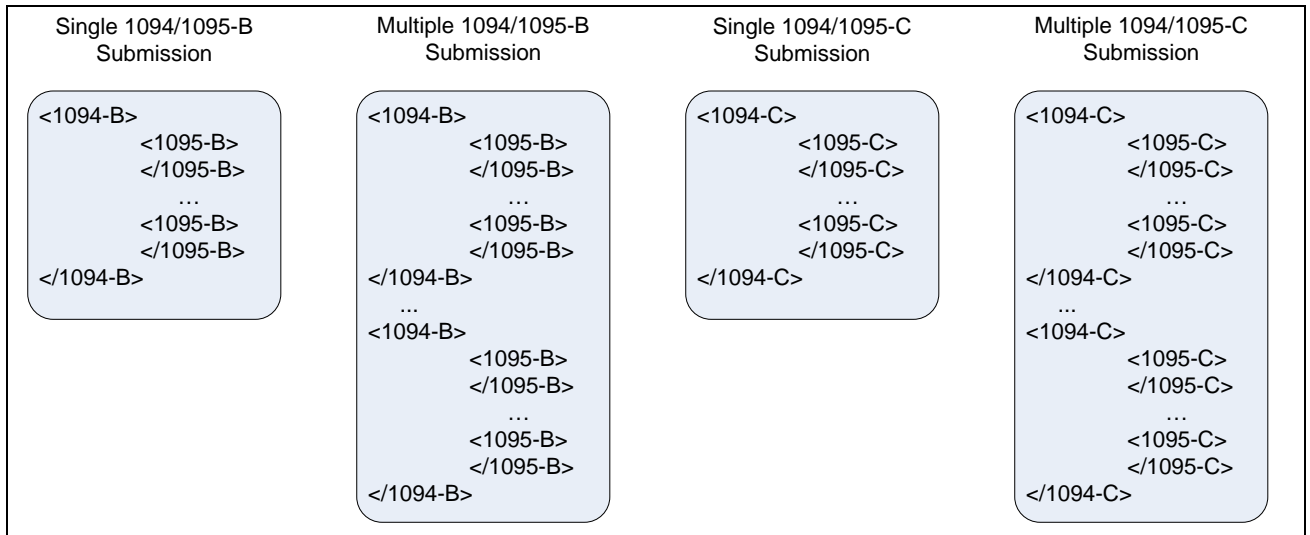 Single 1094/1095-B
Submission
<1094-B>
<1095-B>
</1095-B>
…
<1095-B>
</1095-B>
</1094-B>
Multiple 1094/1095-B
Submission
<1094-B>
<1095-B>
</1095-B>
…
<1095-B>
</1095-B>
</1094-B>
...
<1094-B>
<1095-B>
</1095-B>
…
<1095-B>
</1095-B>
</1094-B>
Single 1094/1095-C
Submission
<1094-C>
<1095-C>
</1095-C>
…
<1095-C>
</1095-C>
</1094-C>
Multiple 1094/1095-C
Submission
<1094-C>
<1095-C>
</1095-C>
…
<1095-C>
</1095-C>
</1094-C>
...
<1094-C>
<1095-C>
</1095-C>
…
<1095-C>
</1095-C>
</1094-C>